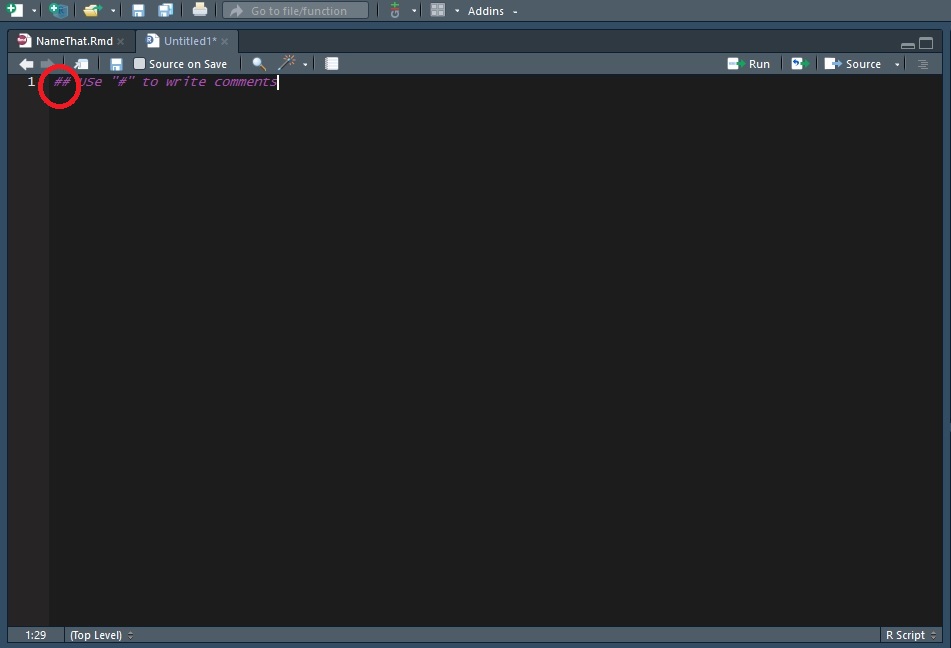 Go to file/function Addins
NameThat.Rmd Untitled1*
Source on Save Run Source
1 ## Use "#" to write comments
1:29 (Top Level) R Script